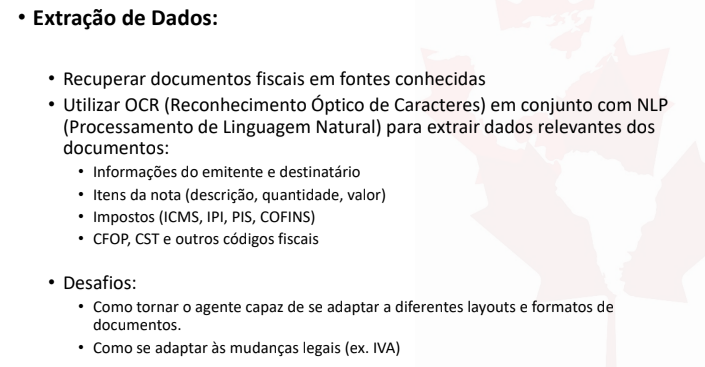 • Extração de Dados:
• Recuperar documentos fiscais em fontes conhecidas
• Utilizar OCR (Reconhecimento Óptico de Caracteres) em conjunto com NLP
(Processamento de Linguagem Natural) para extrair dados relevantes dos
documentos:
• Informações do emitente e destinatário
• Itens da nota (descrição, quantidade, valor)
• Impostos (ICMS, IPI, PIS, COFINS)
• CFOP, CST e outros códigos fiscais
• Desafios:
• Como tornar o agente capaz de se adaptar a diferentes layouts e formatos de
documentos.
• Como se adaptar às mudanças legais (ex. IVA)